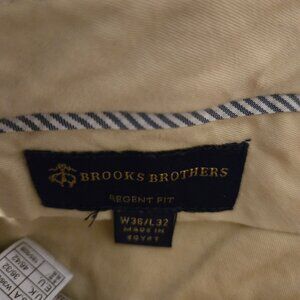 BROOKS BROTHERS
REGENT FIT
W36/L32
MADE IN
EGYPT